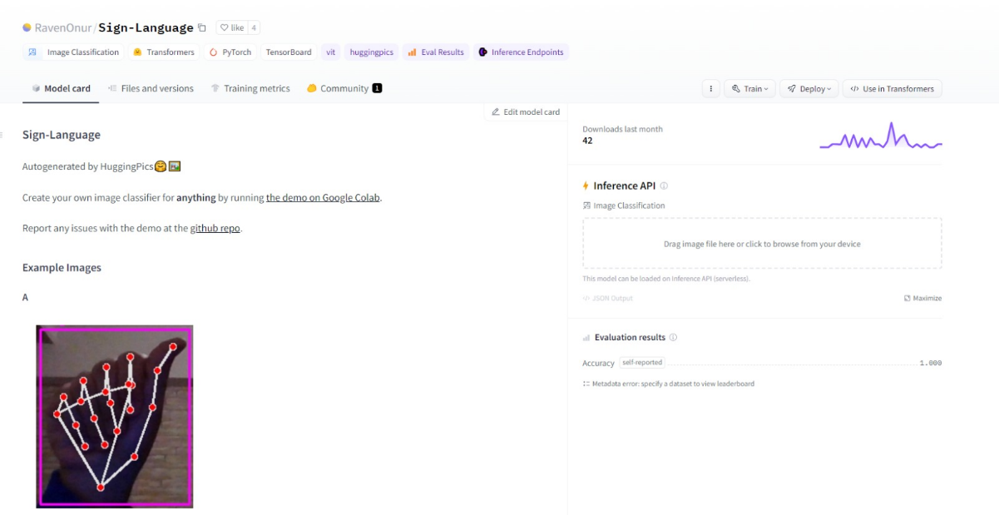 RavenOnur/Sign-Language like 4
Image Classification Transformers PyTorch TensorBoard vit huggingpics Eval Results Inference Endpoints
Model card Files and versions Training metrics Community 1 Train Deploy Use in Transformers
Edit model card
Sign-Language
Autogenerated by HuggingPics🤗🖼️
Create your own image classifier for anything by running the demo on Google Colab.
Report any issues with the demo at the github repo.
Example Images
A
Downloads last month
42
Inference API
Image Classification
Drag image file here or click to browse from your device
This model can be loaded on Inference API (serverless).
</> JSON Output Maximize
Evaluation results
Accuracy self-reported 1.000
Metadata error: specify a dataset to view leaderboard